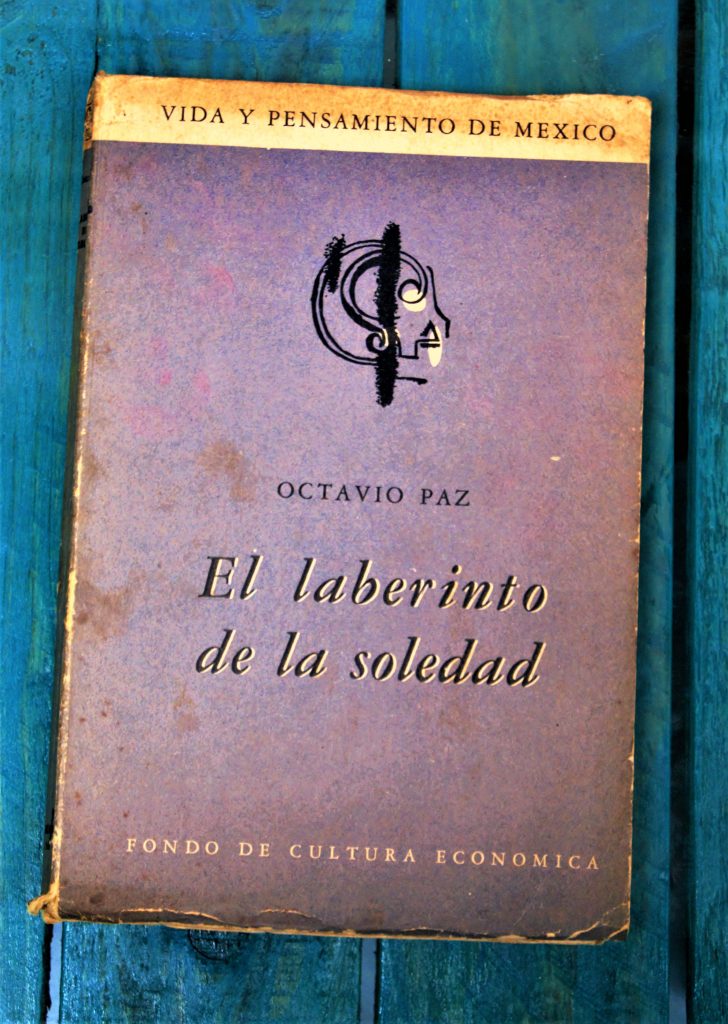 VIDA Y PENSAMIENTO DE MEXICO
OCTAVIO PAZ
El laberinto
de la soledad
FONDO DE CULTURA ECONOMICA